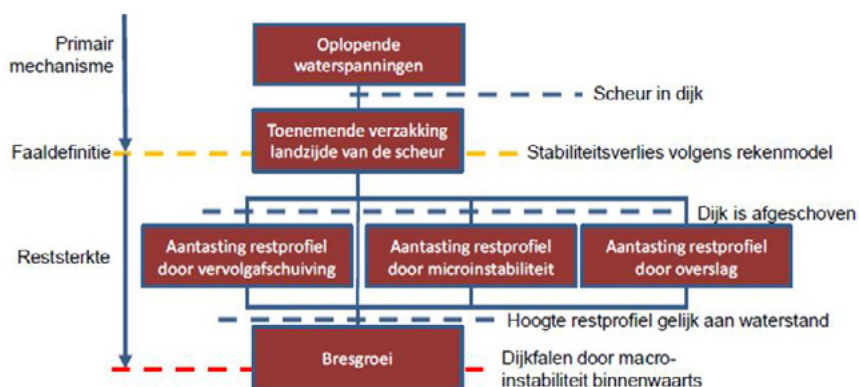 Primair
mechanisme
Oplopende
waterspanningen
Scheur in dijk
Toenemende verzakking
landzijde van de scheur
Faaldefinitie
Stabiliteitsverlies volgens rekenmodel
Dijk is afgeschoven
Reststerkte
Aantasting restprofiel
door vervolgafschuiving
Aantasting restprofiel
door microinstabiliteit
Aantasting restprofiel
door overslag
Hoogte restprofiel gelijk aan waterstand
Bresgroei
Dijkfalen door macro-
instabiliteit binnenwaarts